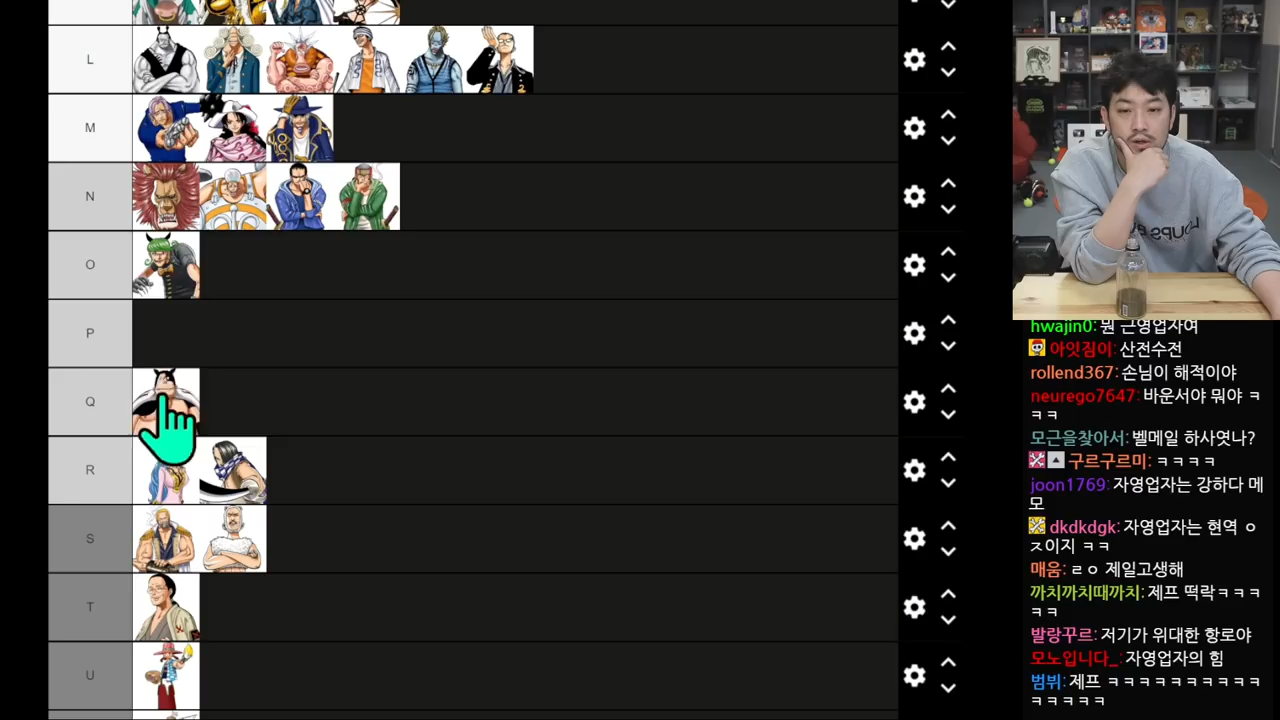 L
M
N
O
P
Q
R
S
T
U
hwajin0: 뭔 근영업자여
아잇짐이: 산전수전
rollend367: 손님이 해적이야
neurego7647: 바운서야 뭐야 ㅋ
ㅋㅋ
모근을찾아서: 벨메일 하사엿나?
구르구르미: ㅋㅋㅋㅋ
joon1769: 자영업자는 강하다 메
모
dkdkdgk: 자영업자는 현역 ㅇ
ㅈ이지 ㅋㅋ
매움: ㄹㅇ 제일고생해
까치까치때까치: 제프 떡락ㅋㅋㅋ
ㅋㅋ
발랑꾸르: 저기가 위대한 항로야
모노입니다_: 자영업자의 힘
범뷔: 제프 ㅋㅋㅋㅋㅋㅋㅋㅋㅋㅋ
ㅋㅋㅋㅋㅋ